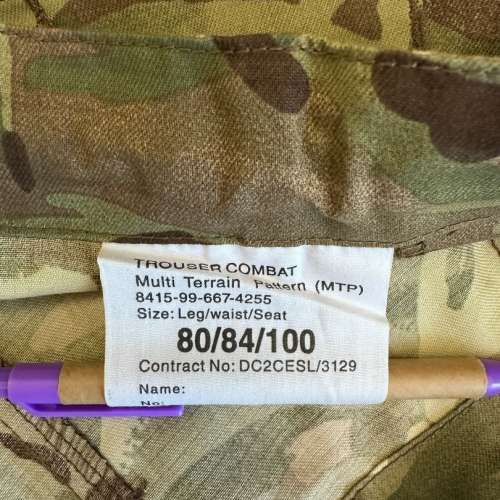 TROUSER COMBAT
Multi Terrain Pattern (MTP)
8415-99-667-4255
Size: Leg/waist/Seat
80/84/100
Contract No: DC2CESL/3129
Name:
No: